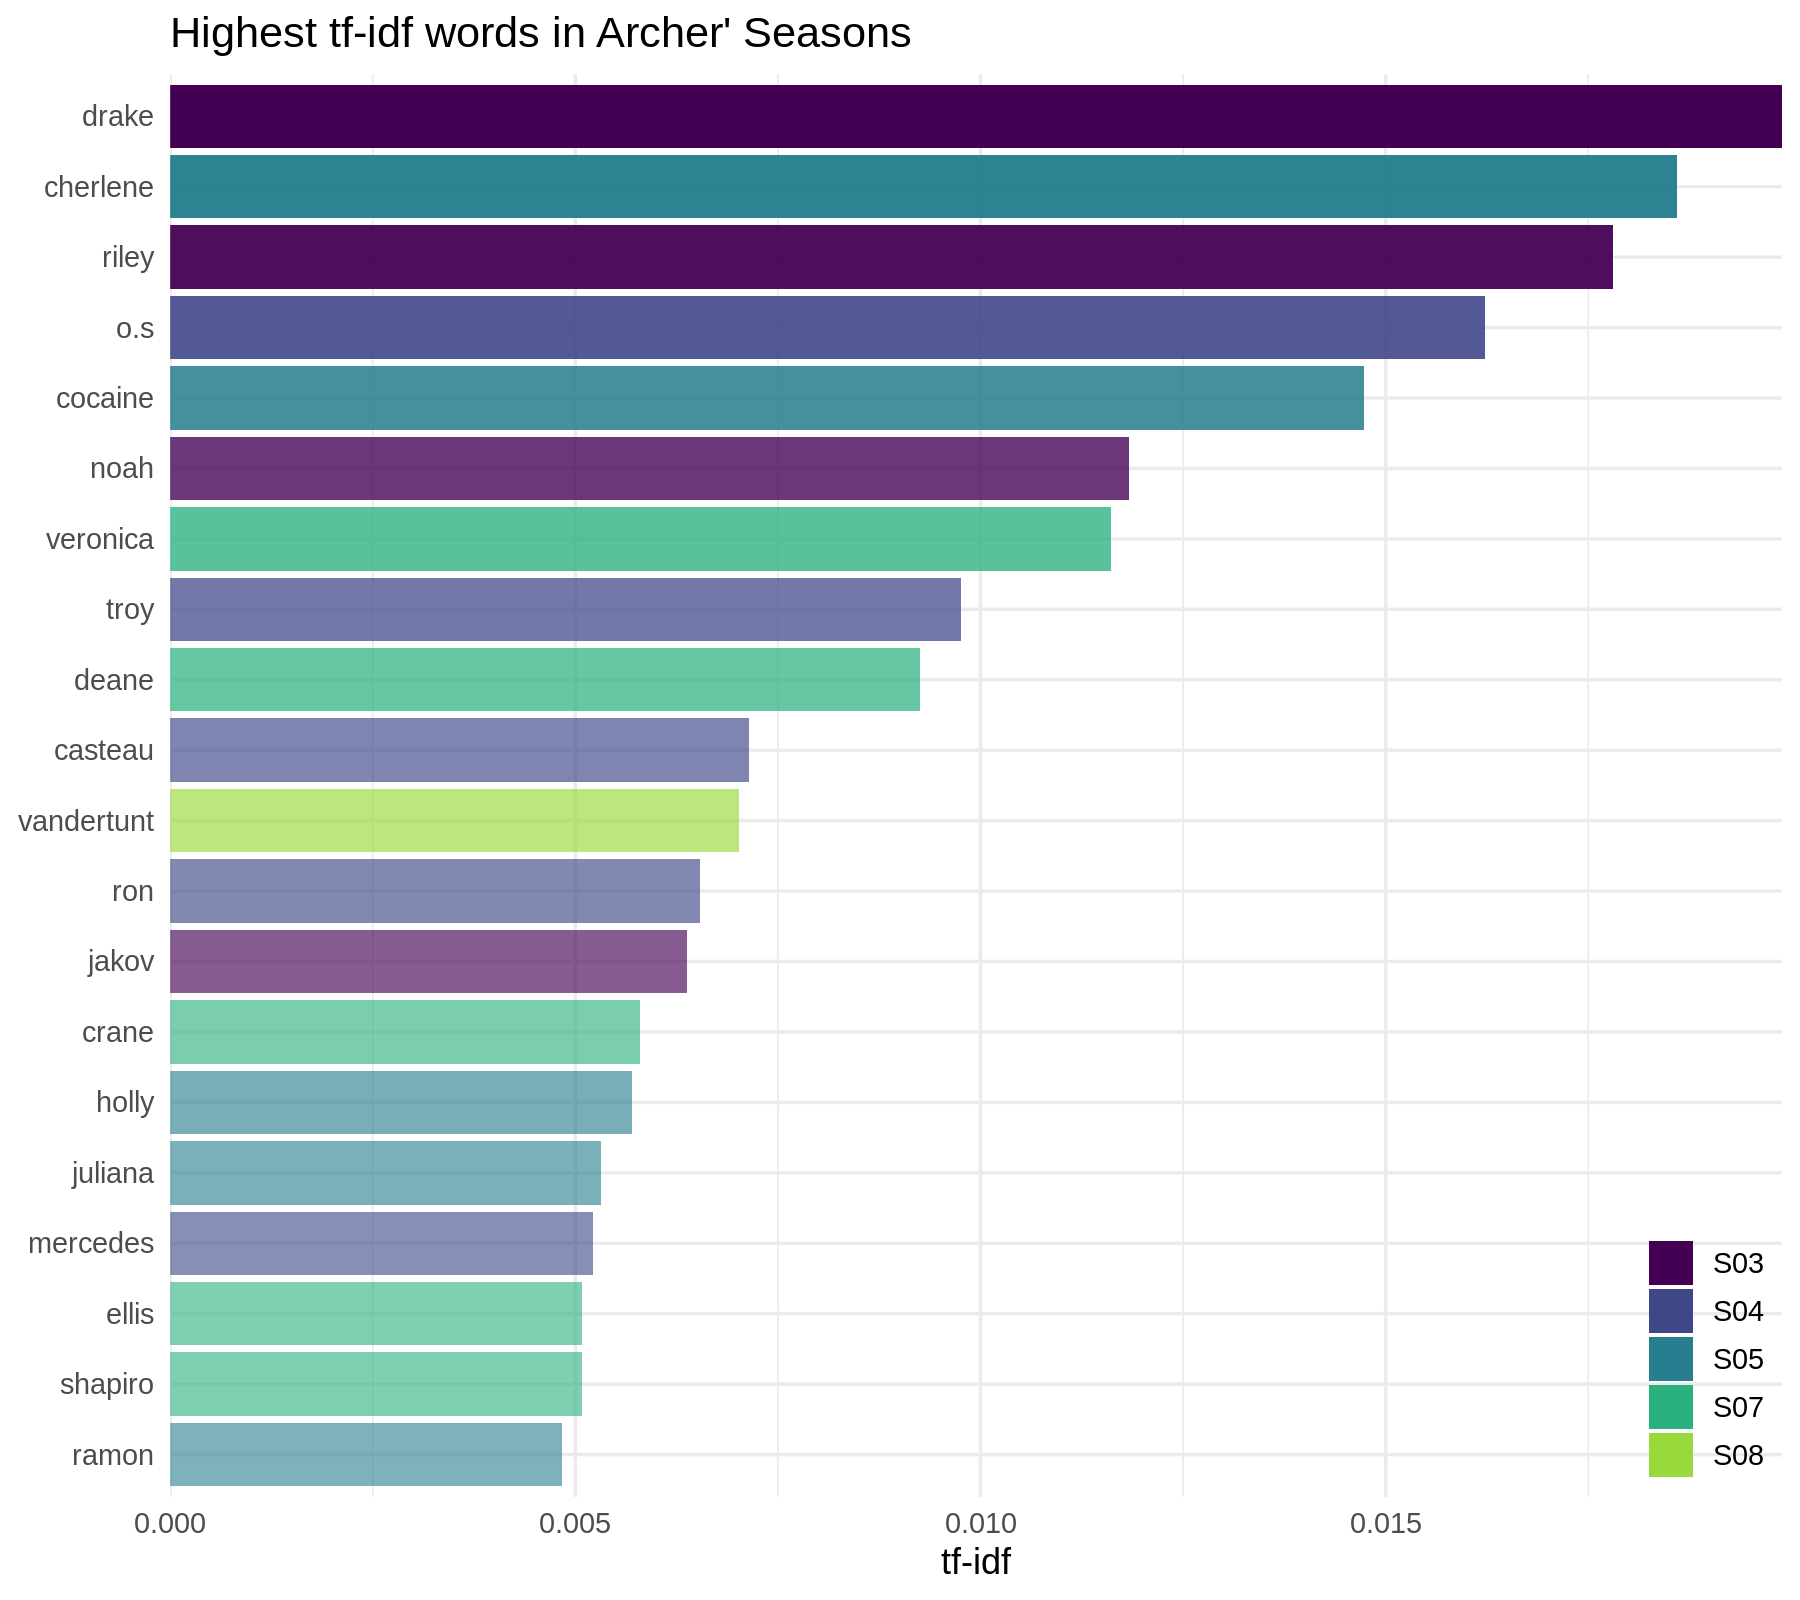 Highest tf-idf words in Archer' Seasons
drake
cherlene
riley
o.s
cocaine
noah
veronica
troy
deane
casteau
vandertunt
ron
jakov
crane
holly
juliana
mercedes
ellis
shapiro
ramon
S03
S04
S05
S07
S08
0.000 0.005 0.010 0.015
tf-idf